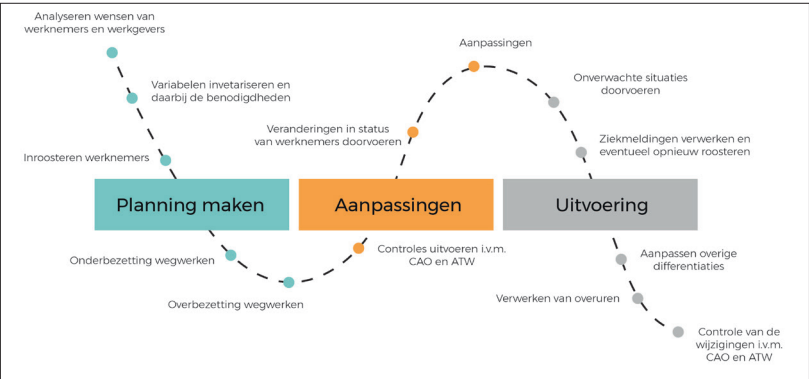 Analyseren wensen van
werknemers en werkgevers
Variabelen invetariseren en
daarbij de benodigdheden
Inroosteren werknemers
Planning maken
Onderbezetting wegwerken
Overbezetting wegwerken
Aanpassingen
Veranderingen in status
van werknemers doorvoeren
Aanpassingen
Controles uitvoeren i.v.m.
CAO en ATW
Onverwachte situaties
doorvoeren
Ziekmeldingen verwerken en
eventueel opnieuw roosteren
Uitvoering
Aanpassen overige
differentiaties
Verwerken van overuren
Controle van de
wijzigingen i.v.m.
CAO en ATW